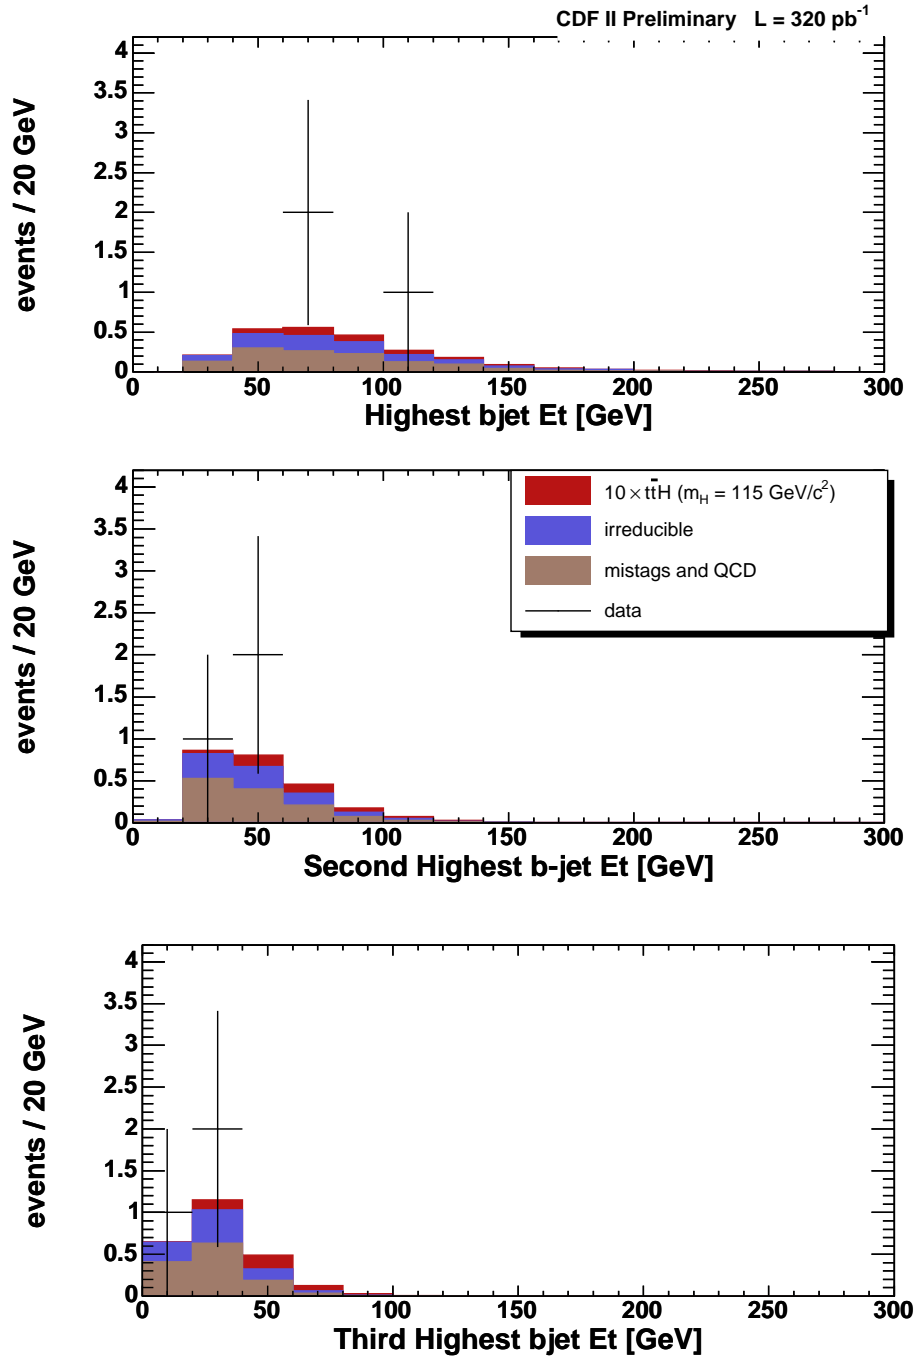 CDF II Preliminary L = 320 pb⁻¹
events / 20 GeV
4
3.5
3
2.5
2
1.5
1
0.5
0
0 50 100 150 200 250 300
Highest bjet Et [GeV]
events / 20 GeV
4
3.5
3
2.5
2
1.5
1
0.5
0
10 × tt̄H (m_H = 115 GeV/c²)
irreducible
mistags and QCD
data
0 50 100 150 200 250 300
Second Highest b-jet Et [GeV]
events / 20 GeV
4
3.5
3
2.5
2
1.5
1
0.5
0
0 50 100 150 200 250 300
Third Highest bjet Et [GeV]